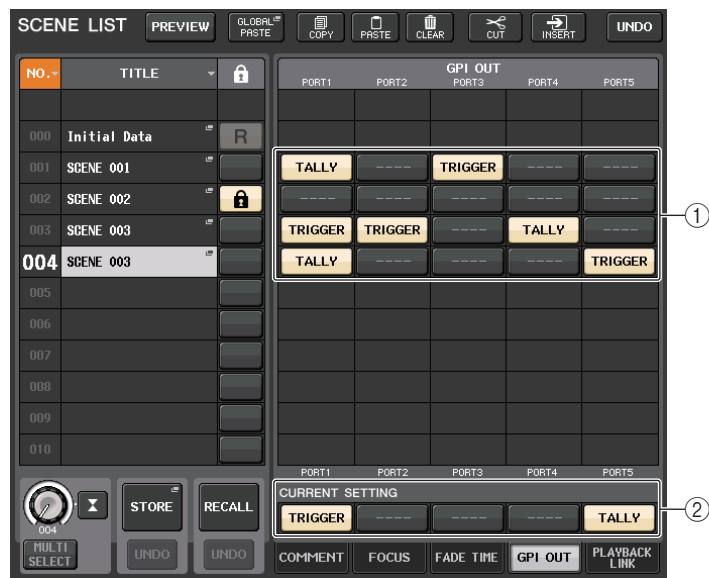 SCENE LIST PREVIEW GLOBAL PASTE COPY PASTE CLEAR CUT INSERT UNDO
NO. TITLE GPI OUT
PORT1 PORT2 PORT3 PORT4 PORT5
000 Initial Data R
001 SCENE 001 TALLY ---- TRIGGER ---- ----
002 SCENE 002 ---- ---- ---- ---- ----
003 SCENE 003 TRIGGER TRIGGER ---- TALLY ----
004 SCENE 003 TALLY ---- ---- ---- TRIGGER
①
005
006
007
008
009
010
PORT1 PORT2 PORT3 PORT4 PORT5
CURRENT SETTING
TRIGGER ---- ---- ---- TALLY
②
004 STORE RECALL
MULTI SELECT UNDO UNDO COMMENT FOCUS FADE TIME GPI OUT PLAYBACK LINK